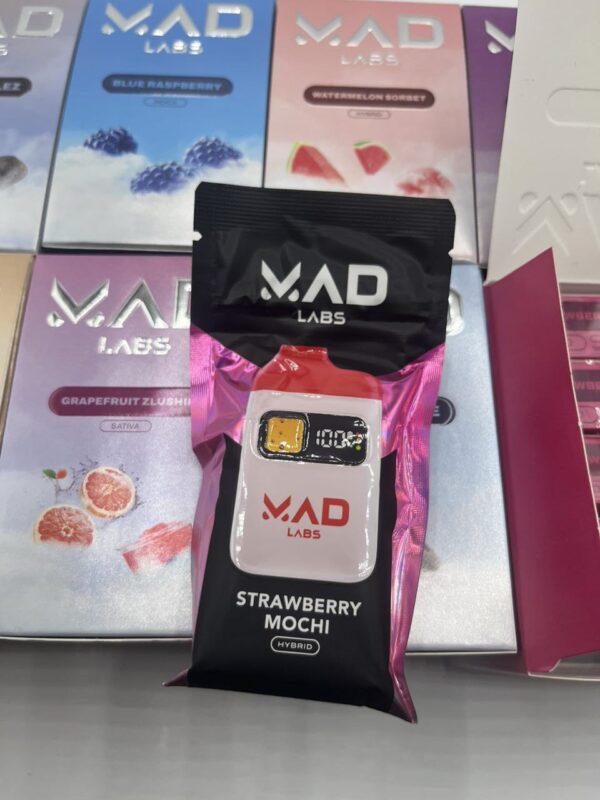 MAD
LABS
BLUE RASPBERRY
INDICA
MAD
LABS
WATERMELON SORBET
HYBRID
MAD
LABS
GRAPEFRUIT
SATIVA
MAD
LABS
100%
MAD
LABS
STRAWBERRY
MOCHI
HYBRID